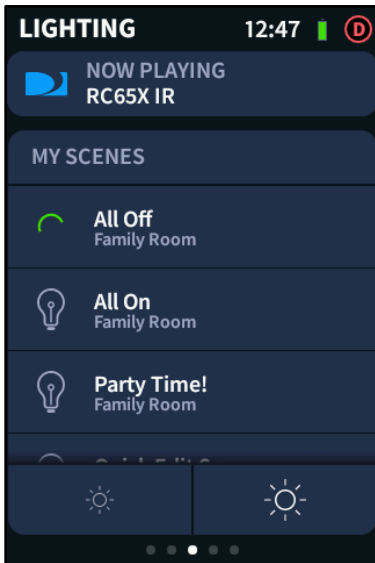 LIGHTING 12:47 D
NOW PLAYING
RC65X IR
MY SCENES
All Off
Family Room
All On
Family Room
Party Time!
Family Room